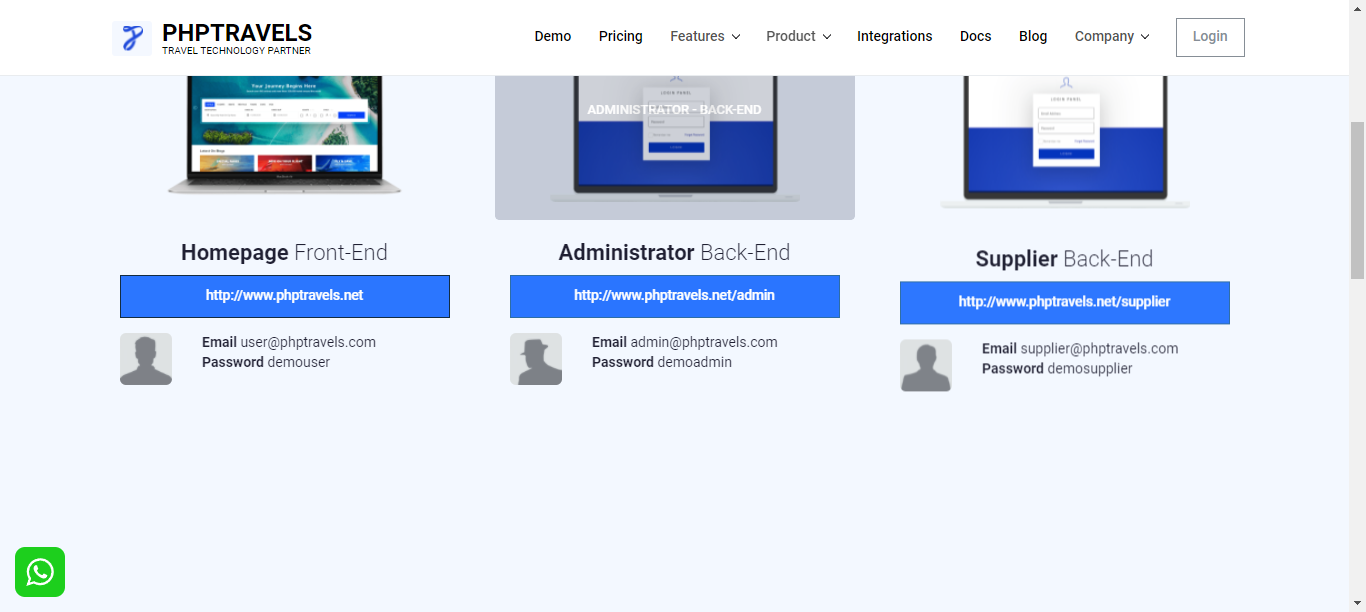 PHPTRAVELS
TRAVEL TECHNOLOGY PARTNER
Demo Pricing Features Product Integrations Docs Blog Company Login
Your Journey Begins Here
LOGIN PANEL
ADMINISTRATOR - BACK-END
LOGIN PANEL
Homepage Front-End
http://www.phptravels.net
Email user@phptravels.com
Password demouser
Administrator Back-End
http://www.phptravels.net/admin
Email admin@phptravels.com
Password demoadmin
Supplier Back-End
http://www.phptravels.net/supplier
Email supplier@phptravels.com
Password demosupplier